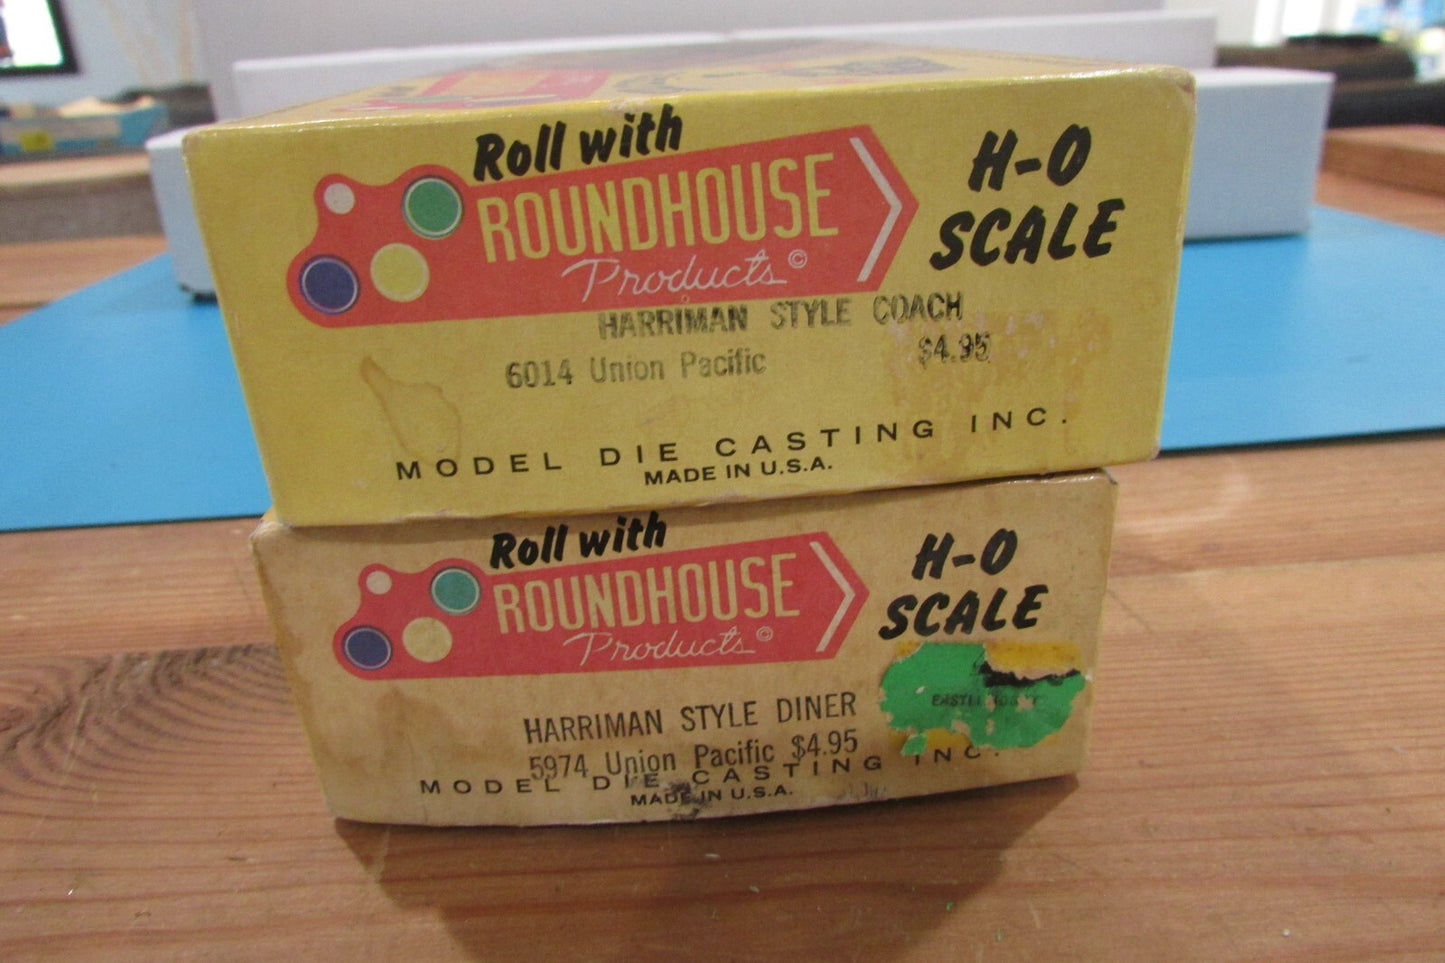 Roll with
ROUNDHOUSE
Products©
H-O
SCALE
HARRIMAN STYLE COACH
6014 Union Pacific $4.95
MODEL DIE CASTING INC.
MADE IN U.S.A.
Roll with
ROUNDHOUSE
Products©
H-O
SCALE
HARRIMAN STYLE DINER
5974 Union Pacific $4.95
MODEL DIE CASTING INC.
MADE IN U.S.A.